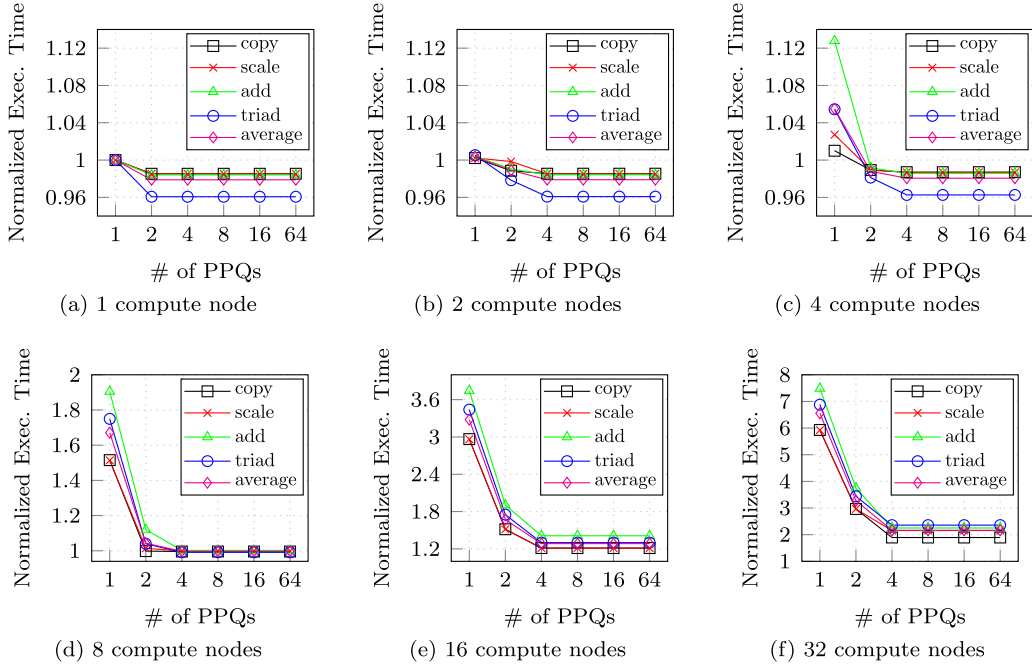 Normalized Exec. Time
1.12
1.08
1.04
1
0.96
copy
scale
add
triad
average
1 2 4 8 16 64
# of PPQs
(a) 1 compute node
Normalized Exec. Time
1.12
1.08
1.04
1
0.96
copy
scale
add
triad
average
1 2 4 8 16 64
# of PPQs
(b) 2 compute nodes
Normalized Exec. Time
1.12
1.08
1.04
1
0.96
copy
scale
add
triad
average
1 2 4 8 16 64
# of PPQs
(c) 4 compute nodes
Normalized Exec. Time
2
1.8
1.6
1.4
1.2
1
copy
scale
add
triad
average
1 2 4 8 16 64
# of PPQs
(d) 8 compute nodes
Normalized Exec. Time
3.6
3
2.4
1.8
1.2
copy
scale
add
triad
average
1 2 4 8 16 64
# of PPQs
(e) 16 compute nodes
Normalized Exec. Time
8
7
6
5
4
3
2
1
copy
scale
add
triad
average
1 2 4 8 16 64
# of PPQs
(f) 32 compute nodes